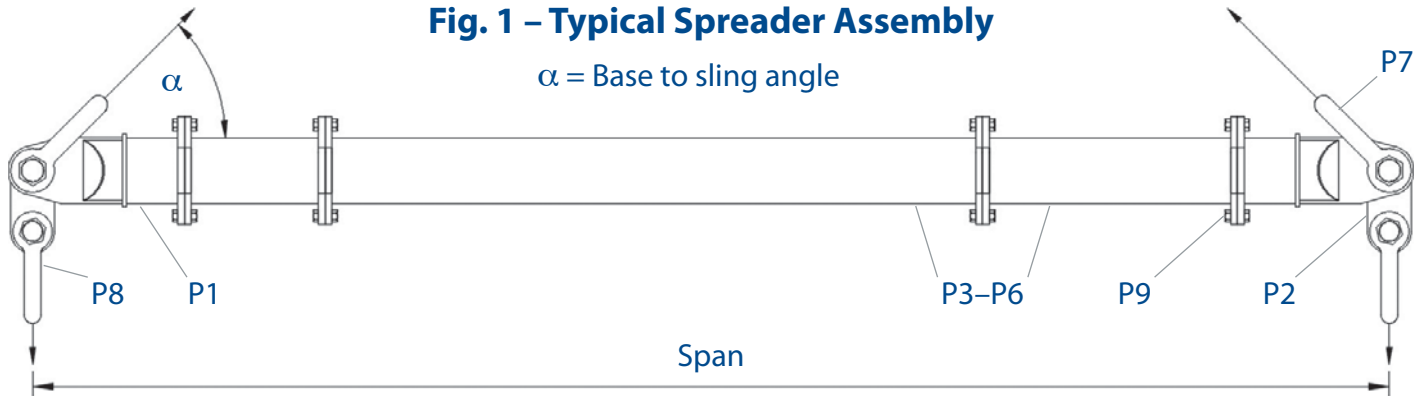 Fig. 1 – Typical Spreader Assembly
α = Base to sling angle
α
P7
P8
P1
P3–P6
P9
P2
Span